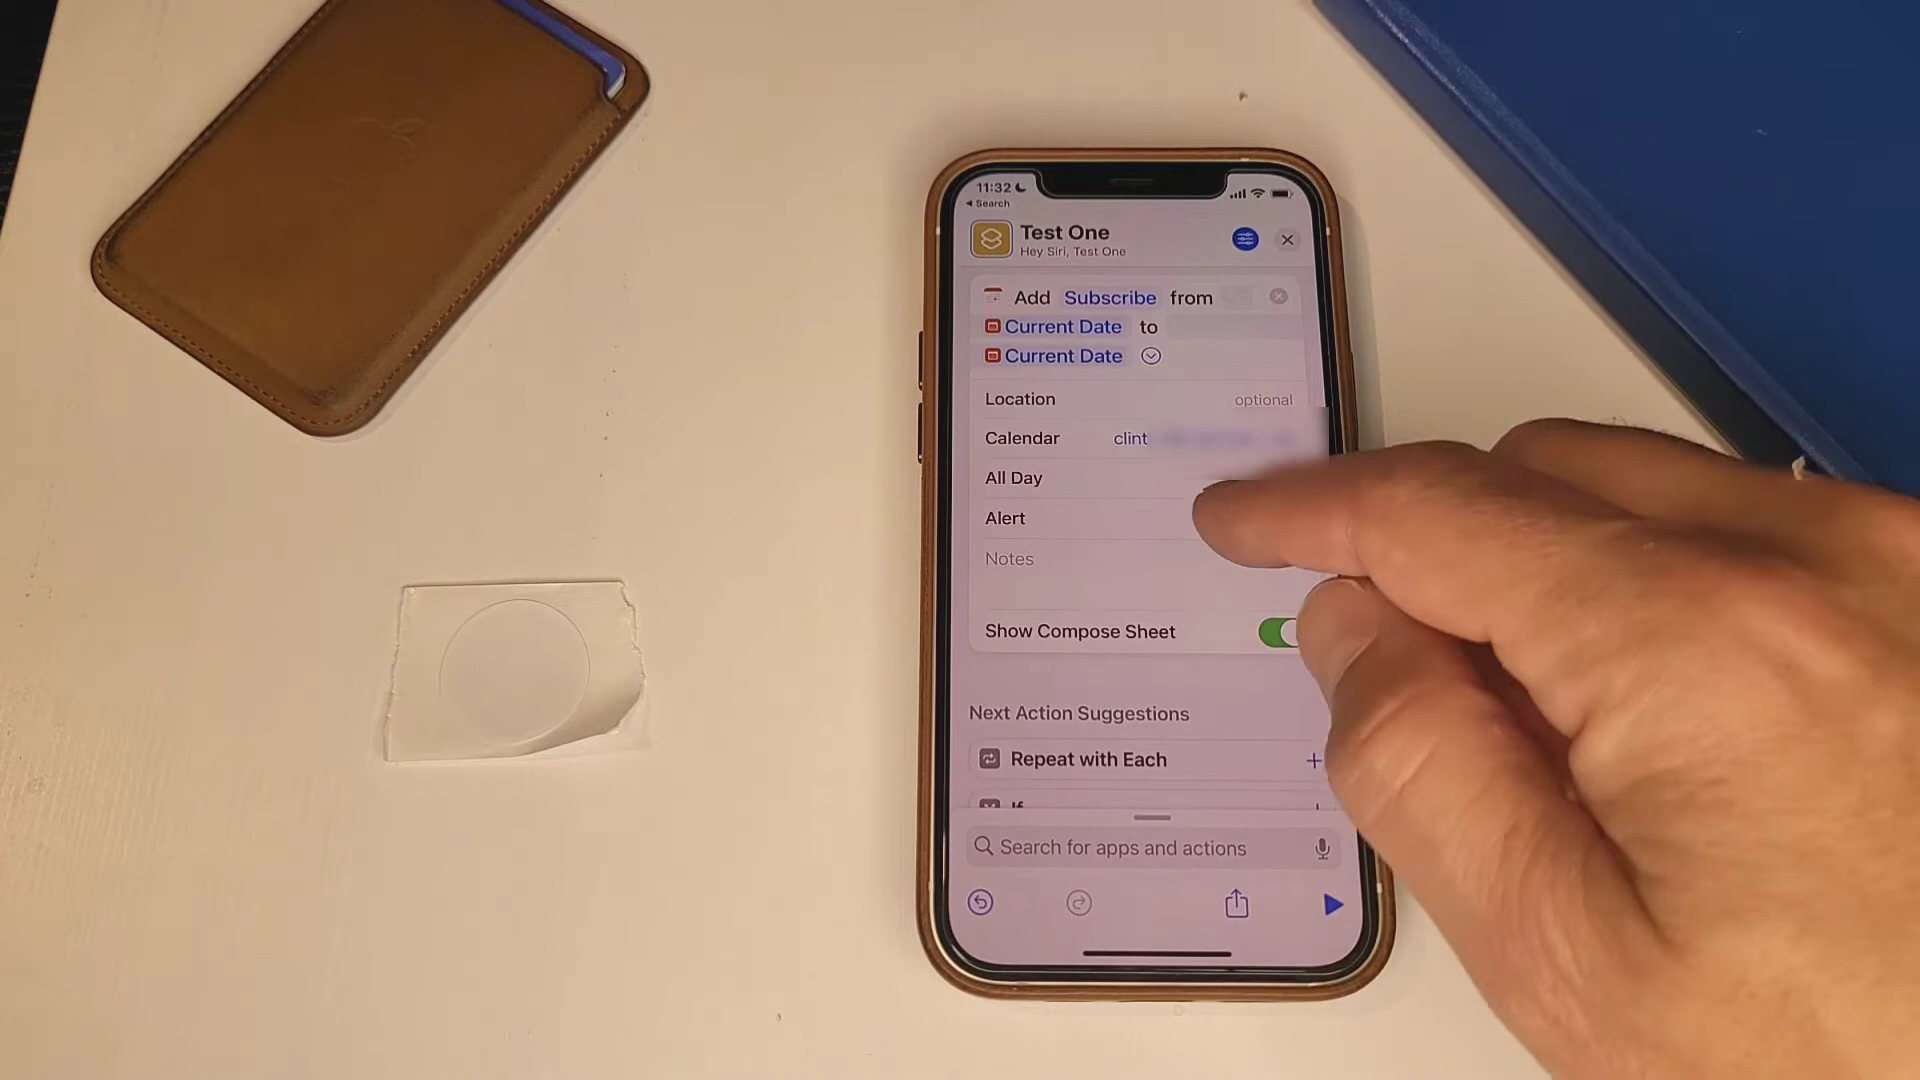 11:32
Search
Test One
Hey Siri, Test One
Add Subscribe from
Current Date to
Current Date
Location optional
Calendar clint
All Day
Alert
Notes
Show Compose Sheet
Next Action Suggestions
Repeat with Each
If
Search for apps and actions